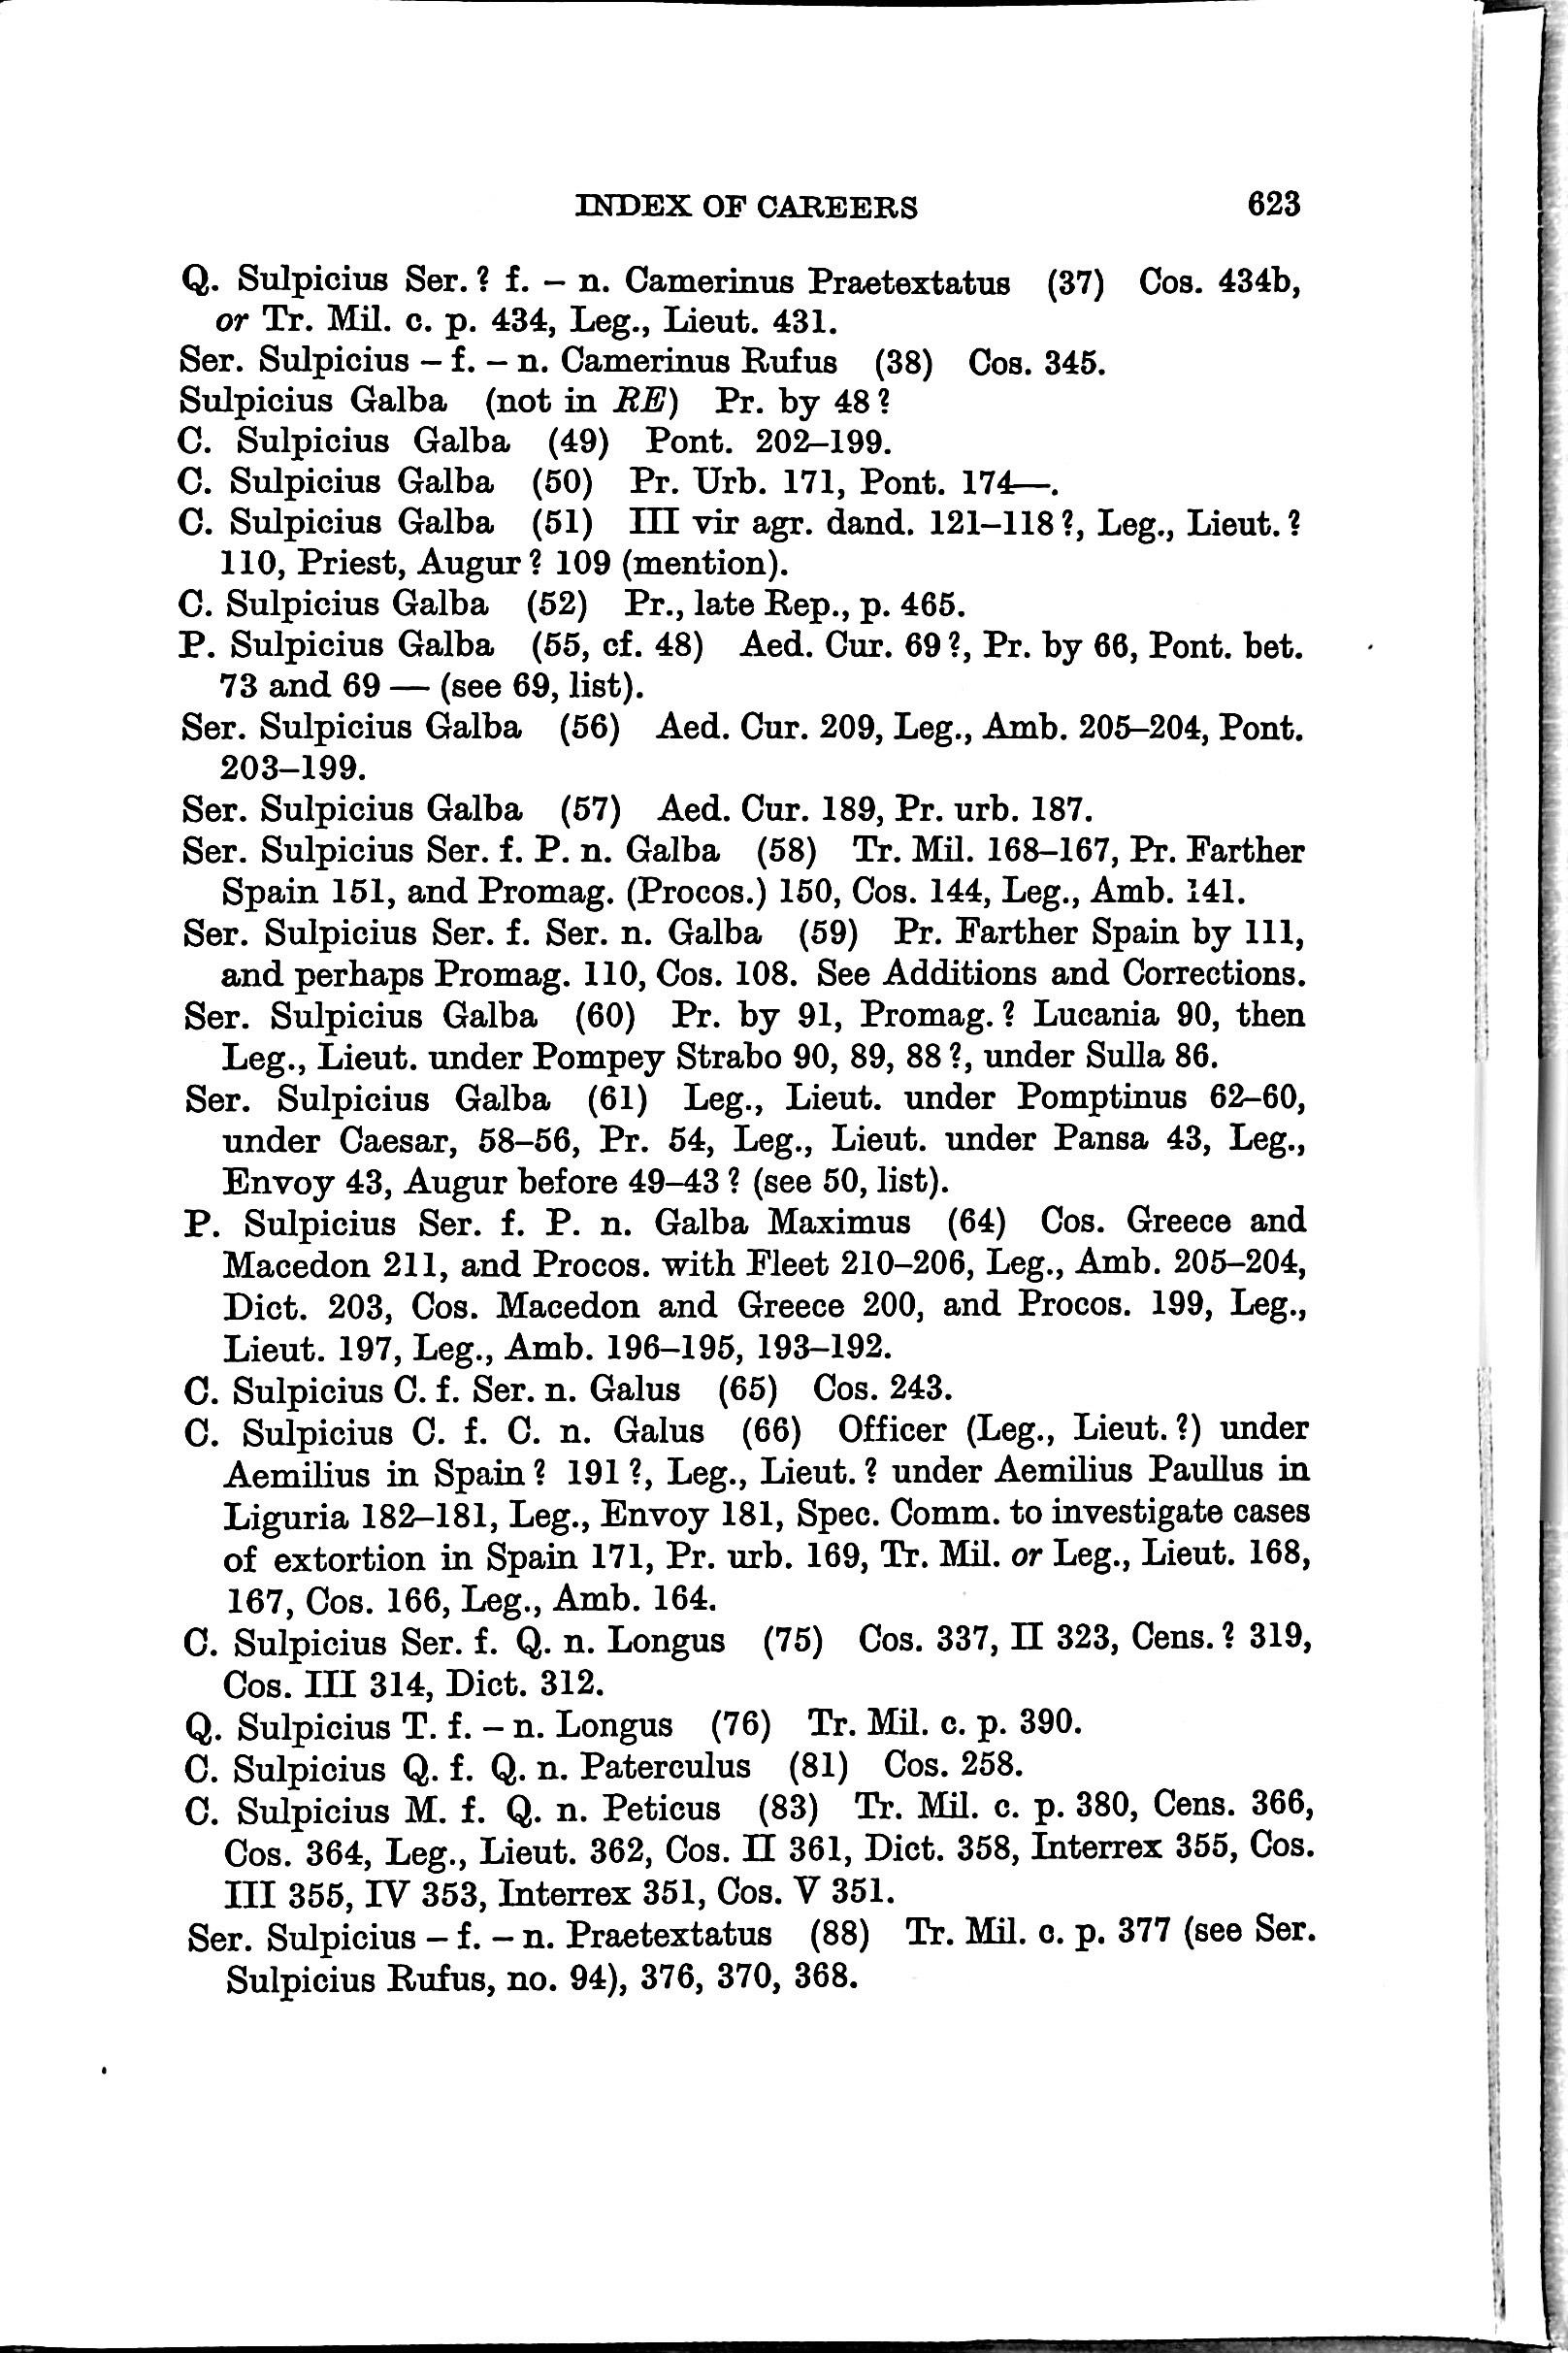 INDEX OF CAREERS 623
Q. Sulpicius Ser. ? f. – n. Camerinus Praetextatus (37) Cos. 434b,
or Tr. Mil. c. p. 434, Leg., Lieut. 431.
Ser. Sulpicius – f. – n. Camerinus Rufus (38) Cos. 345.
Sulpicius Galba (not in RE) Pr. by 48 ?
C. Sulpicius Galba (49) Pont. 202–199.
C. Sulpicius Galba (50) Pr. Urb. 171, Pont. 174—.
C. Sulpicius Galba (51) III vir agr. dand. 121–118 ?, Leg., Lieut. ?
110, Priest, Augur ? 109 (mention).
C. Sulpicius Galba (52) Pr., late Rep., p. 465.
P. Sulpicius Galba (55, cf. 48) Aed. Cur. 69 ?, Pr. by 66, Pont. bet.
73 and 69 — (see 69, list).
Ser. Sulpicius Galba (56) Aed. Cur. 209, Leg., Amb. 205–204, Pont.
203–199.
Ser. Sulpicius Galba (57) Aed. Cur. 189, Pr. urb. 187.
Ser. Sulpicius Ser. f. P. n. Galba (58) Tr. Mil. 168–167, Pr. Farther
Spain 151, and Promag. (Procos.) 150, Cos. 144, Leg., Amb. 141.
Ser. Sulpicius Ser. f. Ser. n. Galba (59) Pr. Farther Spain by 111,
and perhaps Promag. 110, Cos. 108. See Additions and Corrections.
Ser. Sulpicius Galba (60) Pr. by 91, Promag. ? Lucania 90, then
Leg., Lieut. under Pompey Strabo 90, 89, 88 ?, under Sulla 86.
Ser. Sulpicius Galba (61) Leg., Lieut. under Pomptinus 62–60,
under Caesar, 58–56, Pr. 54, Leg., Lieut. under Pansa 43, Leg.,
Envoy 43, Augur before 49–43 ? (see 50, list).
P. Sulpicius Ser. f. P. n. Galba Maximus (64) Cos. Greece and
Macedon 211, and Procos. with Fleet 210–206, Leg., Amb. 205–204,
Dict. 203, Cos. Macedon and Greece 200, and Procos. 199, Leg.,
Lieut. 197, Leg., Amb. 196–195, 193–192.
C. Sulpicius C. f. Ser. n. Galus (65) Cos. 243.
C. Sulpicius C. f. C. n. Galus (66) Officer (Leg., Lieut. ?) under
Aemilius in Spain ? 191 ?, Leg., Lieut. ? under Aemilius Paullus in
Liguria 182–181, Leg., Envoy 181, Spec. Comm. to investigate cases
of extortion in Spain 171, Pr. urb. 169, Tr. Mil. or Leg., Lieut. 168,
167, Cos. 166, Leg., Amb. 164.
C. Sulpicius Ser. f. Q. n. Longus (75) Cos. 337, II 323, Cens. ? 319,
Cos. III 314, Dict. 312.
Q. Sulpicius T. f. – n. Longus (76) Tr. Mil. c. p. 390.
C. Sulpicius Q. f. Q. n. Paterculus (81) Cos. 258.
C. Sulpicius M. f. Q. n. Peticus (83) Tr. Mil. c. p. 380, Cens. 366,
Cos. 364, Leg., Lieut. 362, Cos. II 361, Dict. 358, Interrex 355, Cos.
III 355, IV 353, Interrex 351, Cos. V 351.
Ser. Sulpicius – f. – n. Praetextatus (88) Tr. Mil. c. p. 377 (see Ser.
Sulpicius Rufus, no. 94), 376, 370, 368.